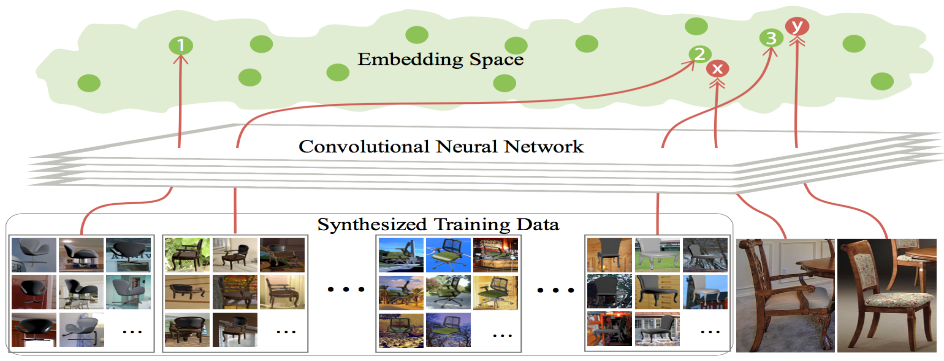 1
2
3
x
y
Embedding Space
Convolutional Neural Network
Synthesized Training Data
...
...
...
...
...
...